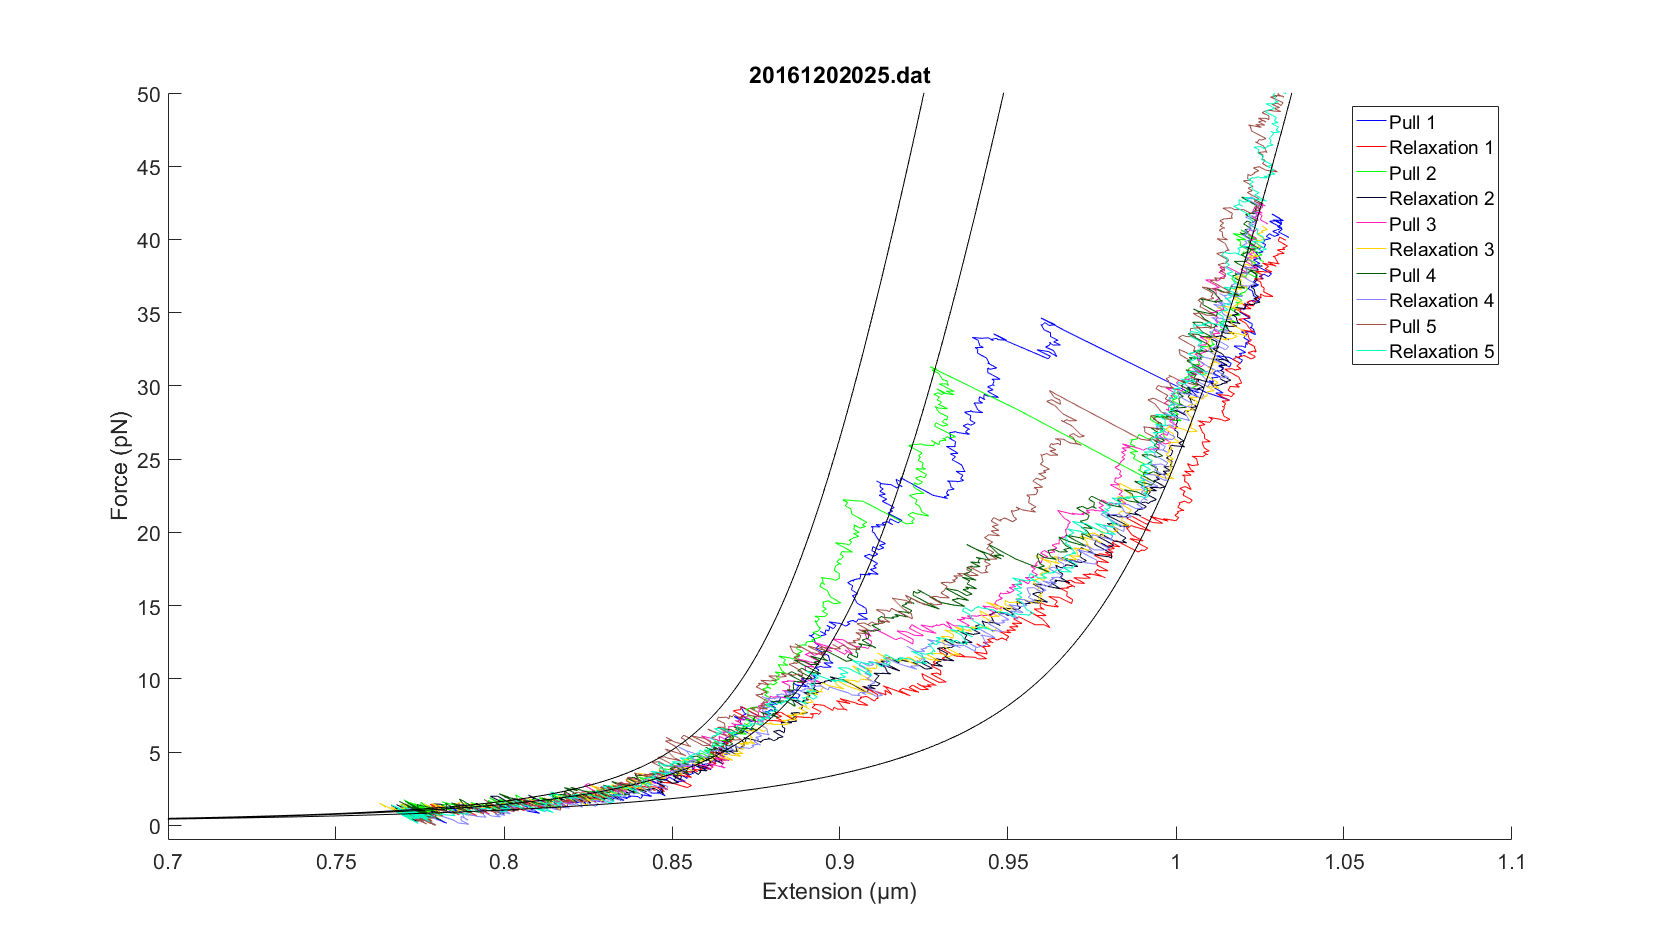 20161202025.dat
50
45
40
35
30
25
20
15
10
5
0
Force (pN)
0.7
0.75
0.8
0.85
0.9
0.95
1
1.05
1.1
Extension (μm)
Pull 1
Relaxation 1
Pull 2
Relaxation 2
Pull 3
Relaxation 3
Pull 4
Relaxation 4
Pull 5
Relaxation 5